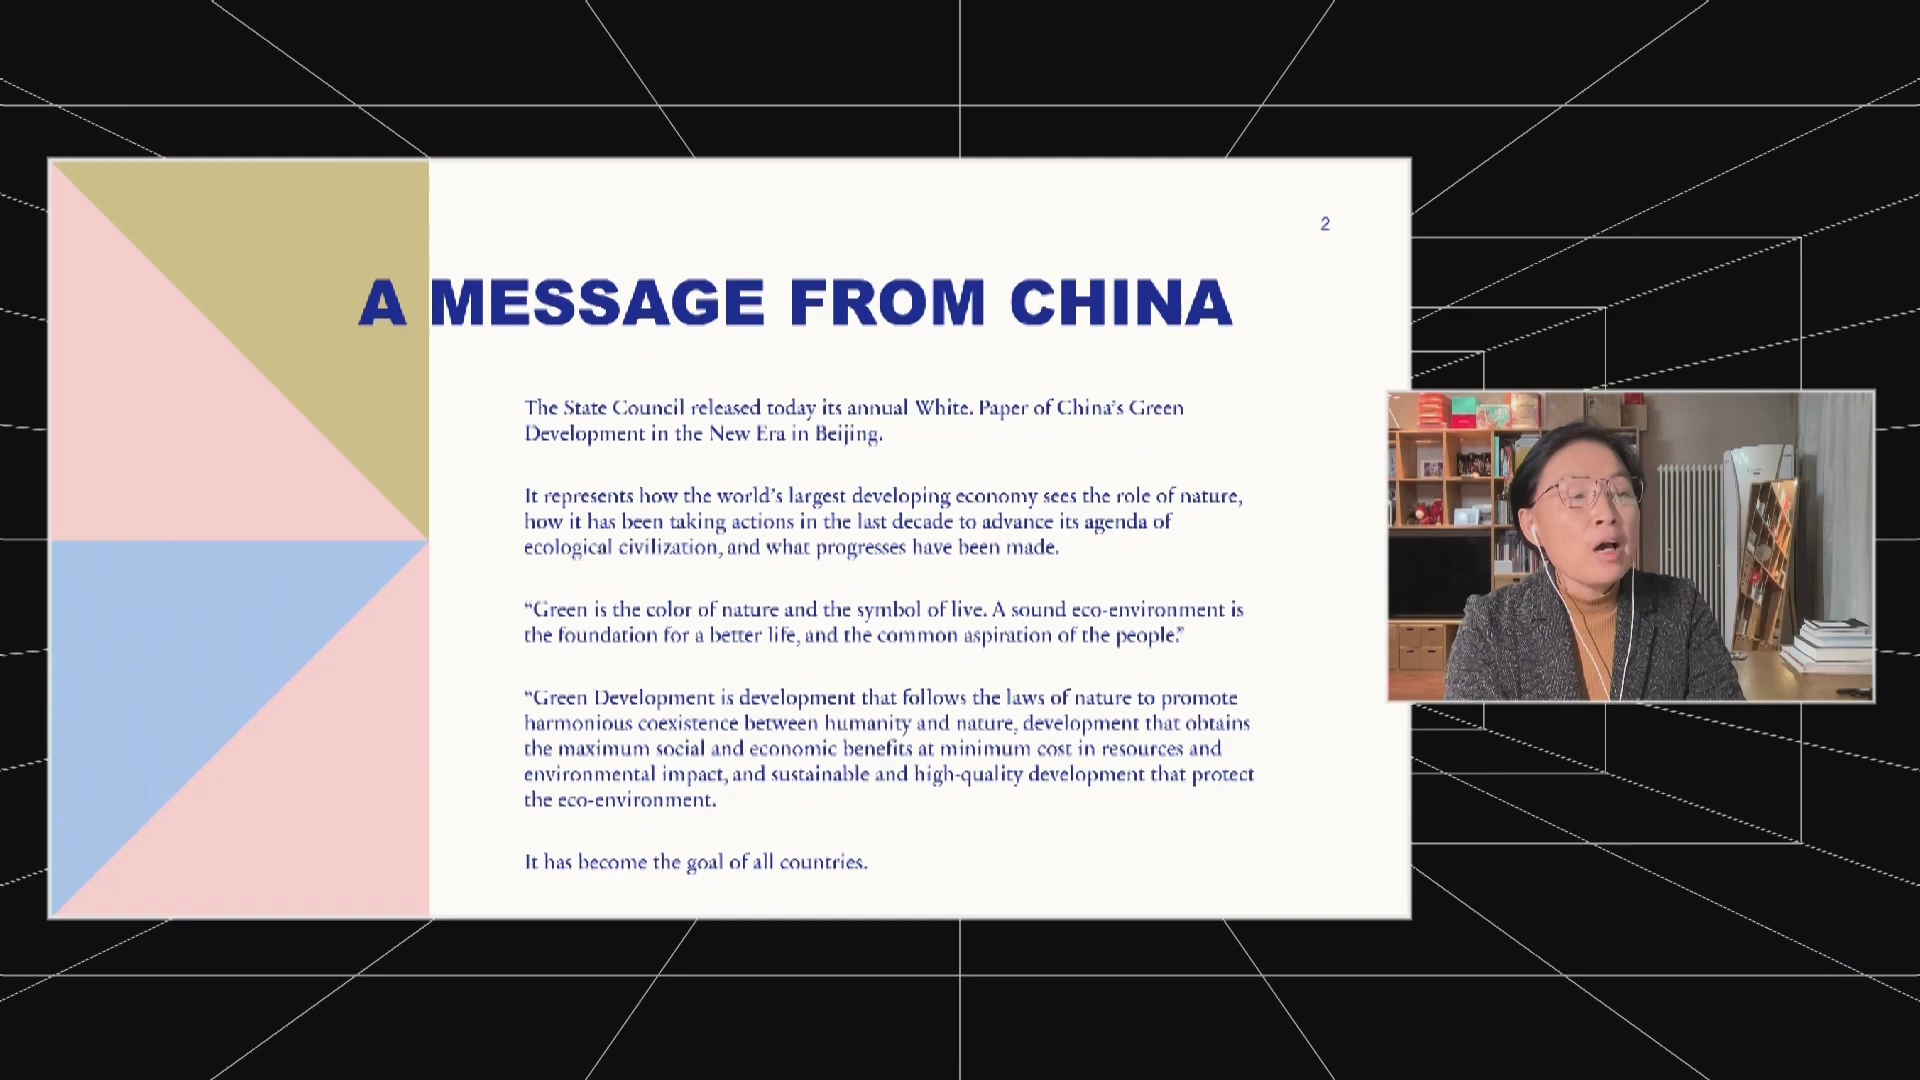 2
A MESSAGE FROM CHINA
The State Council released today its annual White. Paper of China's Green
Development in the New Era in Beijing.
It represents how the world's largest developing economy sees the role of nature,
how it has been taking actions in the last decade to advance its agenda of
ecological civilization, and what progresses have been made.
"Green is the color of nature and the symbol of live. A sound eco-environment is
the foundation for a better life, and the common aspiration of the people."
"Green Development is development that follows the laws of nature to promote
harmonious coexistence between humanity and nature, development that obtains
the maximum social and economic benefits at minimum cost in resources and
environmental impact, and sustainable and high-quality development that protect
the eco-environment.
It has become the goal of all countries.